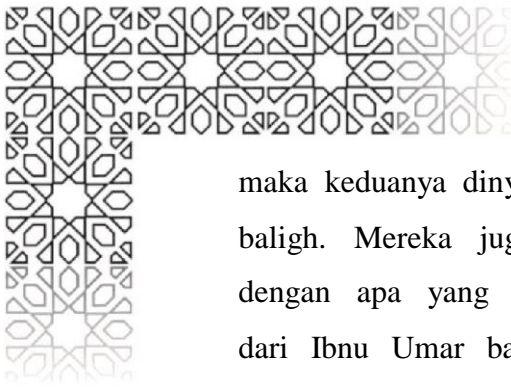 maka keduanya diny
baligh. Mereka jug
dengan apa yang
dari Ibnu Umar ba